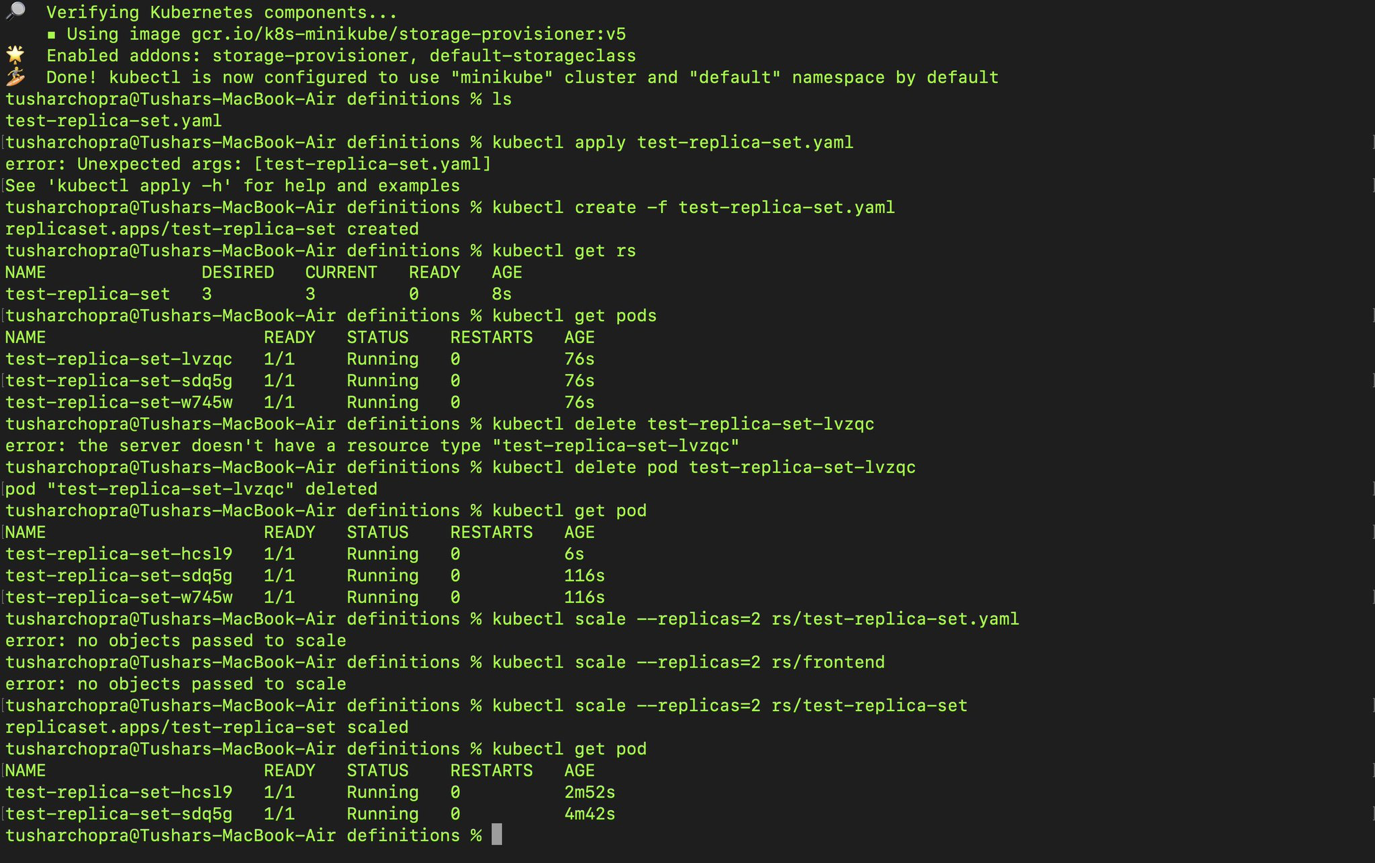 🔎  Verifying Kubernetes components...
    ▪ Using image gcr.io/k8s-minikube/storage-provisioner:v5
🌟  Enabled addons: storage-provisioner, default-storageclass
🏄  Done! kubectl is now configured to use "minikube" cluster and "default" namespace by default
tusharchopra@Tushars-MacBook-Air definitions % ls
test-replica-set.yaml
tusharchopra@Tushars-MacBook-Air definitions % kubectl apply test-replica-set.yaml
error: Unexpected args: [test-replica-set.yaml]
See 'kubectl apply -h' for help and examples
tusharchopra@Tushars-MacBook-Air definitions % kubectl create -f test-replica-set.yaml
replicaset.apps/test-replica-set created
tusharchopra@Tushars-MacBook-Air definitions % kubectl get rs
NAME               DESIRED   CURRENT   READY   AGE
test-replica-set   3         3         0       8s
tusharchopra@Tushars-MacBook-Air definitions % kubectl get pods
NAME                     READY   STATUS    RESTARTS   AGE
test-replica-set-lvzqc   1/1     Running   0          76s
test-replica-set-sdq5g   1/1     Running   0          76s
test-replica-set-w745w   1/1     Running   0          76s
tusharchopra@Tushars-MacBook-Air definitions % kubectl delete test-replica-set-lvzqc
error: the server doesn't have a resource type "test-replica-set-lvzqc"
tusharchopra@Tushars-MacBook-Air definitions % kubectl delete pod test-replica-set-lvzqc
pod "test-replica-set-lvzqc" deleted
tusharchopra@Tushars-MacBook-Air definitions % kubectl get pod
NAME                     READY   STATUS    RESTARTS   AGE
test-replica-set-hcsl9   1/1     Running   0          6s
test-replica-set-sdq5g   1/1     Running   0          116s
test-replica-set-w745w   1/1     Running   0          116s
tusharchopra@Tushars-MacBook-Air definitions % kubectl scale --replicas=2 rs/test-replica-set.yaml
error: no objects passed to scale
tusharchopra@Tushars-MacBook-Air definitions % kubectl scale --replicas=2 rs/frontend
error: no objects passed to scale
tusharchopra@Tushars-MacBook-Air definitions % kubectl scale --replicas=2 rs/test-replica-set
replicaset.apps/test-replica-set scaled
tusharchopra@Tushars-MacBook-Air definitions % kubectl get pod
NAME                     READY   STATUS    RESTARTS   AGE
test-replica-set-hcsl9   1/1     Running   0          2m52s
test-replica-set-sdq5g   1/1     Running   0          4m42s
tusharchopra@Tushars-MacBook-Air definitions %